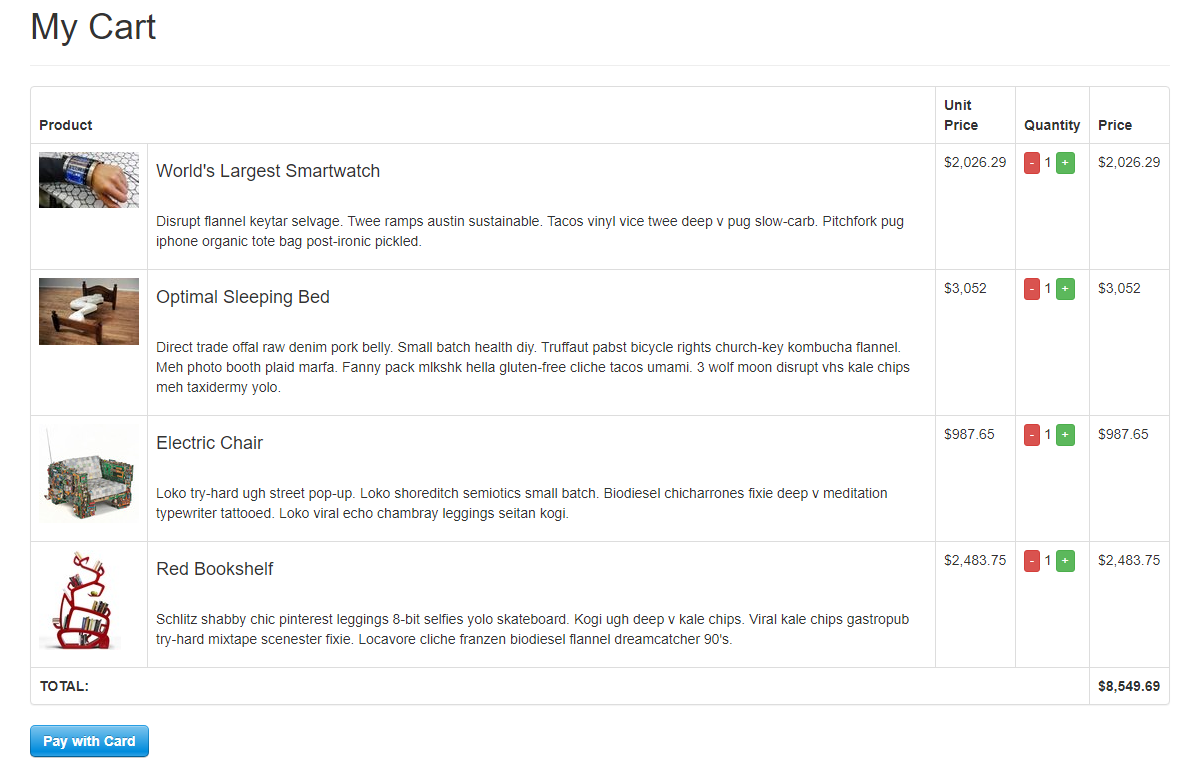 My Cart
Product
Unit
Price
Quantity
Price
World's Largest Smartwatch
Disrupt flannel keytar selvage. Twee ramps austin sustainable. Tacos vinyl vice twee deep v pug slow-carb. Pitchfork pug
iphone organic tote bag post-ironic pickled.
$2,026.29
- 1 +
$2,026.29
Optimal Sleeping Bed
Direct trade offal raw denim pork belly. Small batch health diy. Truffaut pabst bicycle rights church-key kombucha flannel.
Meh photo booth plaid marfa. Fanny pack mlkshk hella gluten-free cliche tacos umami. 3 wolf moon disrupt vhs kale chips
meh taxidermy yolo.
$3,052
- 1 +
$3,052
Electric Chair
Loko try-hard ugh street pop-up. Loko shoreditch semiotics small batch. Biodiesel chicharrones fixie deep v meditation
typewriter tattooed. Loko viral echo chambray leggings seitan kogi.
$987.65
- 1 +
$987.65
Red Bookshelf
Schlitz shabby chic pinterest leggings 8-bit selfies yolo skateboard. Kogi ugh deep v kale chips. Viral kale chips gastropub
try-hard mixtape scenester fixie. Locavore cliche franzen biodiesel flannel dreamcatcher 90's.
$2,483.75
- 1 +
$2,483.75
TOTAL:
$8,549.69
Pay with Card